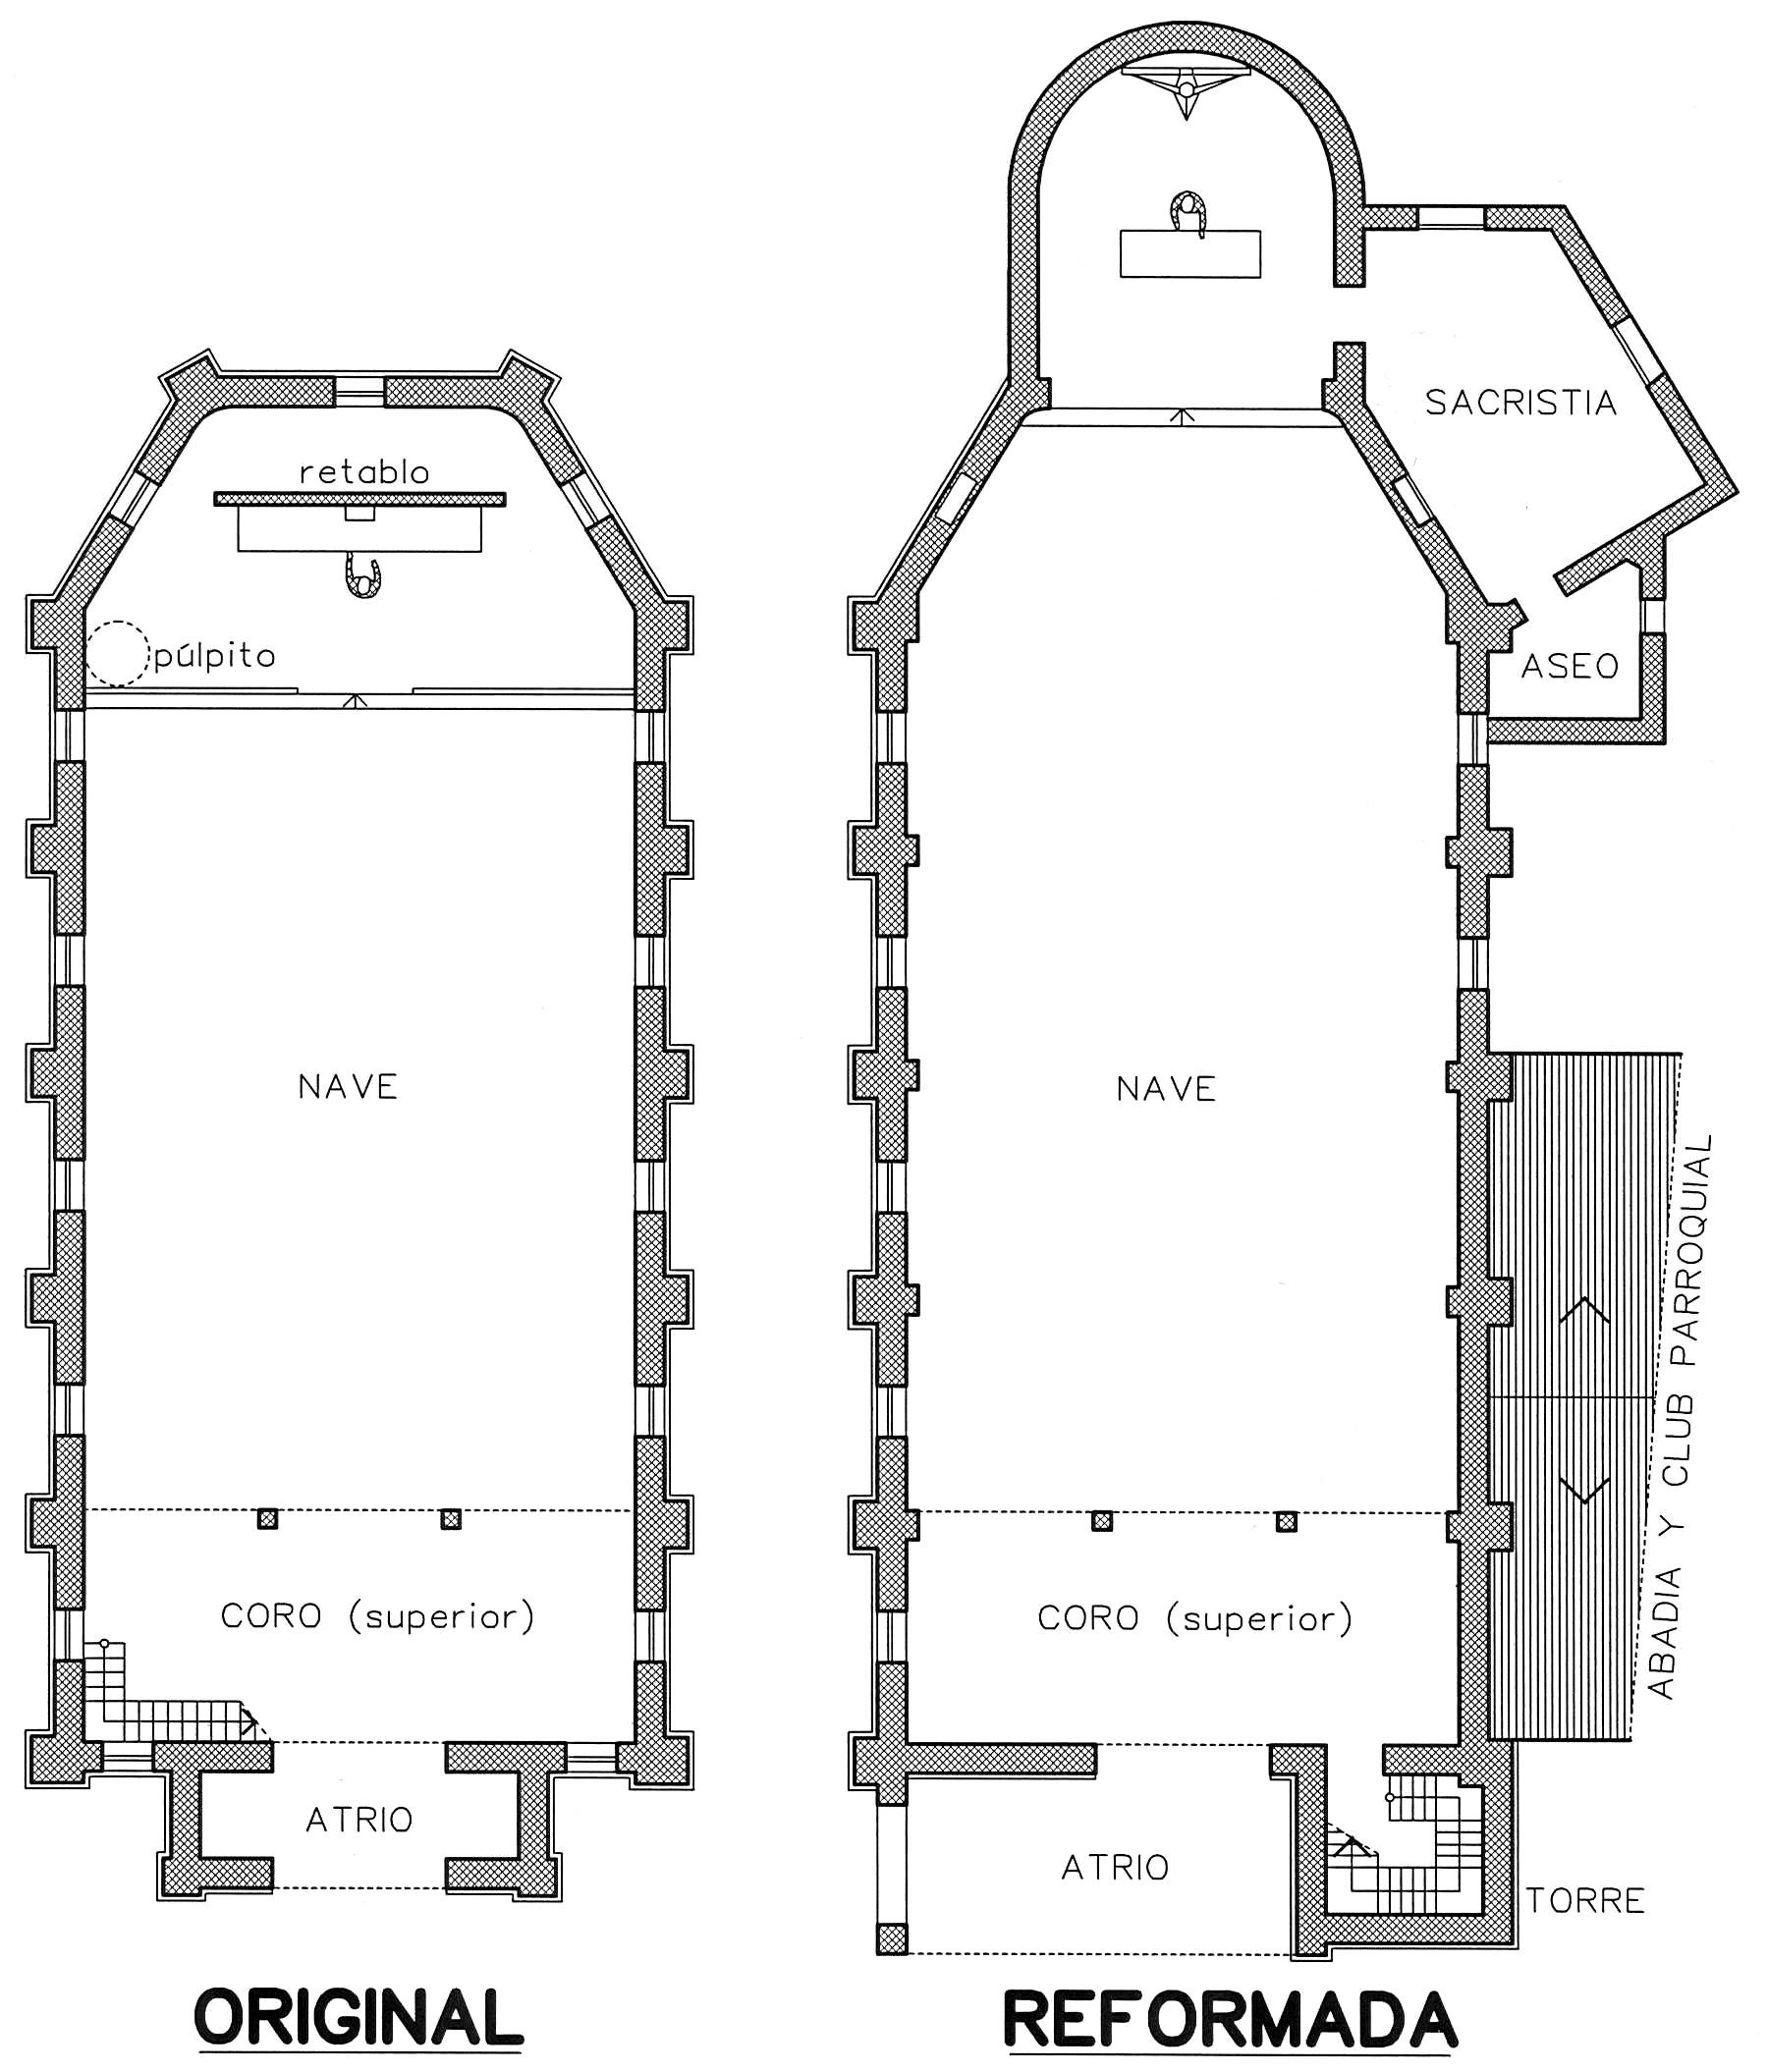 retablo
púlpito
NAVE
CORO (superior)
ATRIO
ORIGINAL
SACRISTIA
ASEO
NAVE
ABADIA Y CLUB PARROQUIAL
CORO (superior)
ATRIO
TORRE
REFORMADA